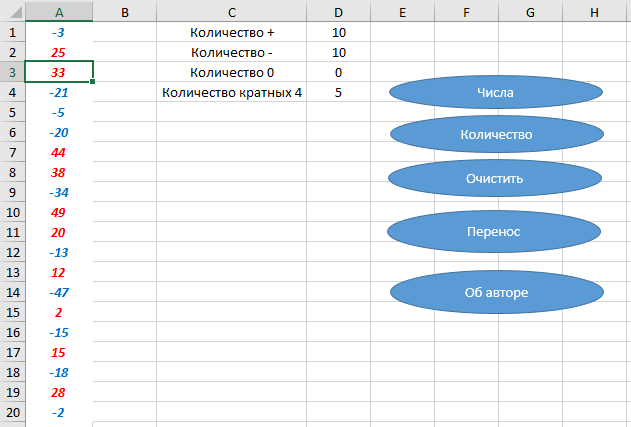 A B C D E F G H
1 -3 Количество + 10
2 25 Количество - 10
3 33 Количество 0 0
4 -21 Количество кратных 4 5 Числа
5 -5
6 -20 Количество
7 44
8 38 Очистить
9 -34
10 49
11 20 Перенос
12 -13
13 12
14 -47 Об авторе
15 2
16 -15
17 15
18 -18
19 28
20 -2